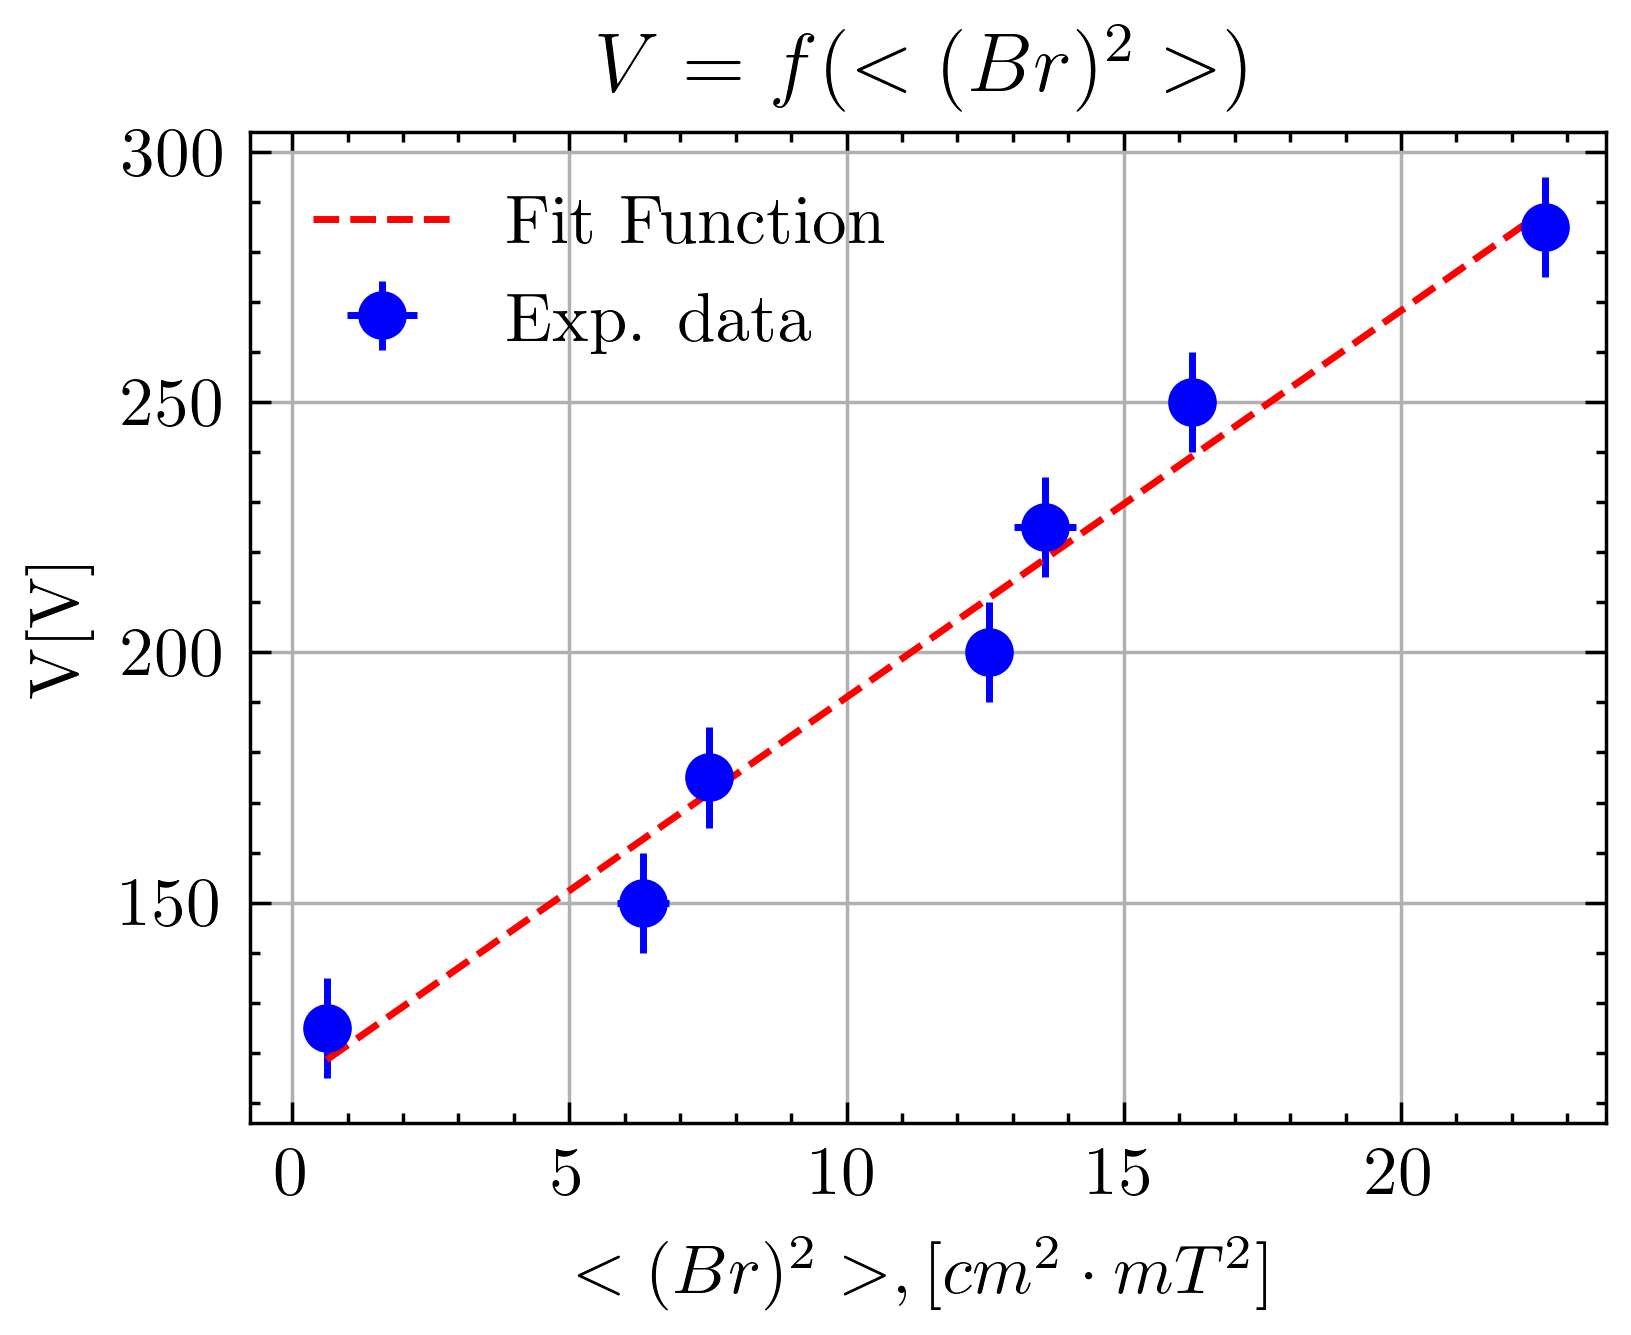 V = f(< (Br)² >)
300
250
200
150
V[V]
Fit Function
Exp. data
0 5 10 15 20
< (Br)² >, [cm² · mT²]